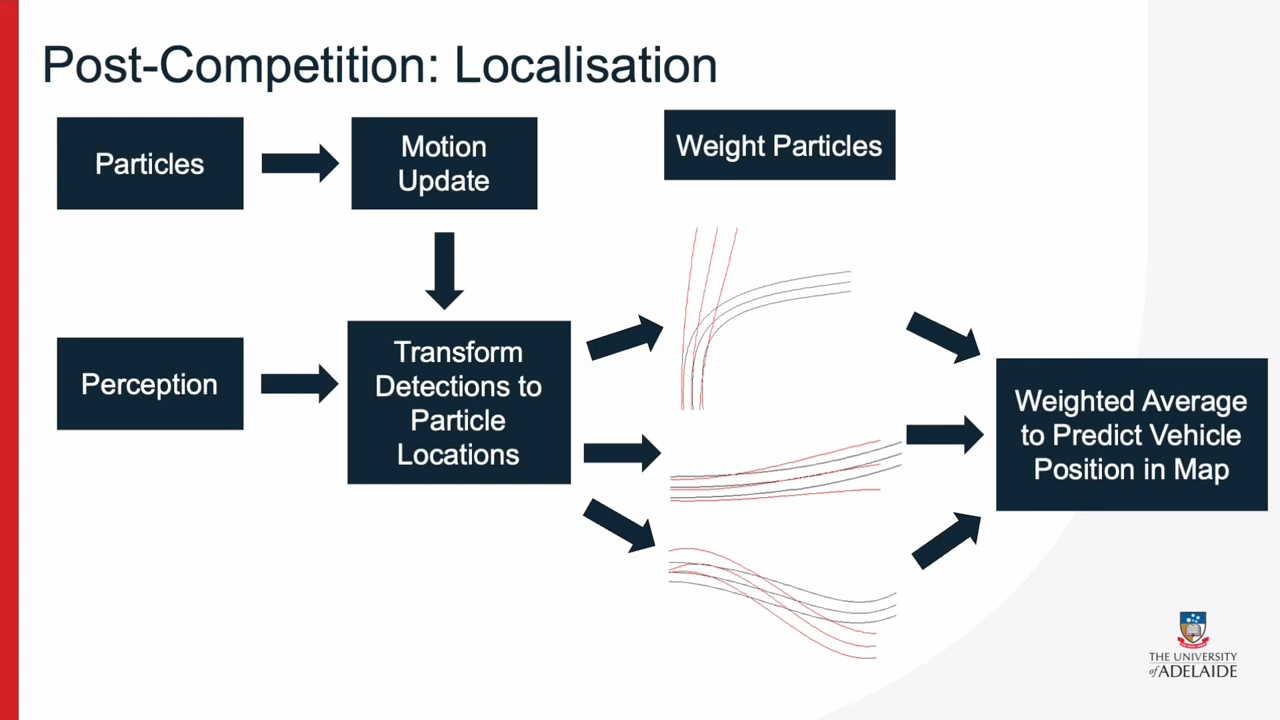 Post-Competition: Localisation
Particles
Motion
Update
Weight Particles
Perception
Transform
Detections to
Particle
Locations
Weighted Average
to Predict Vehicle
Position in Map
THE UNIVERSITY
of ADELAIDE